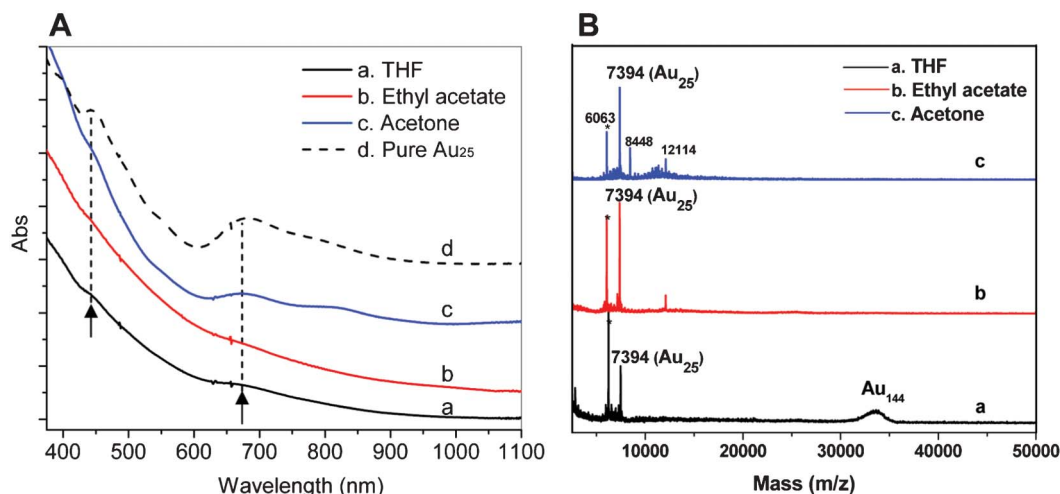 A
a. THF
b. Ethyl acetate
c. Acetone
d. Pure Au25
d
c
b
a
Abs
400 500 600 700 800 900 1000 1100
Wavelength (nm)
B
a. THF
b. Ethyl acetate
c. Acetone
7394 (Au25)
6063
*
8448
12114
c
7394 (Au25)
*
b
*
7394 (Au25)
Au144
a
10000 20000 30000 40000 50000
Mass (m/z)